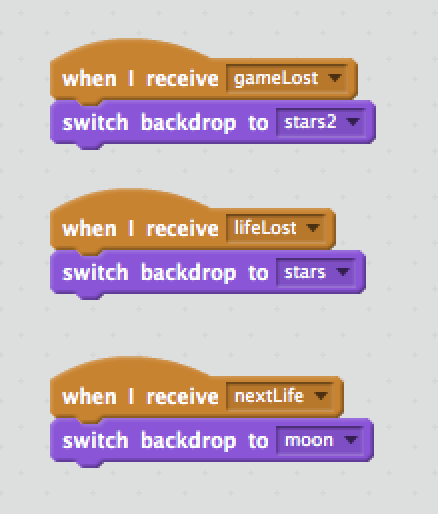 when I receive gameLost
switch backdrop to stars2
when I receive lifeLost
switch backdrop to stars
when I receive nextLife
switch backdrop to moon